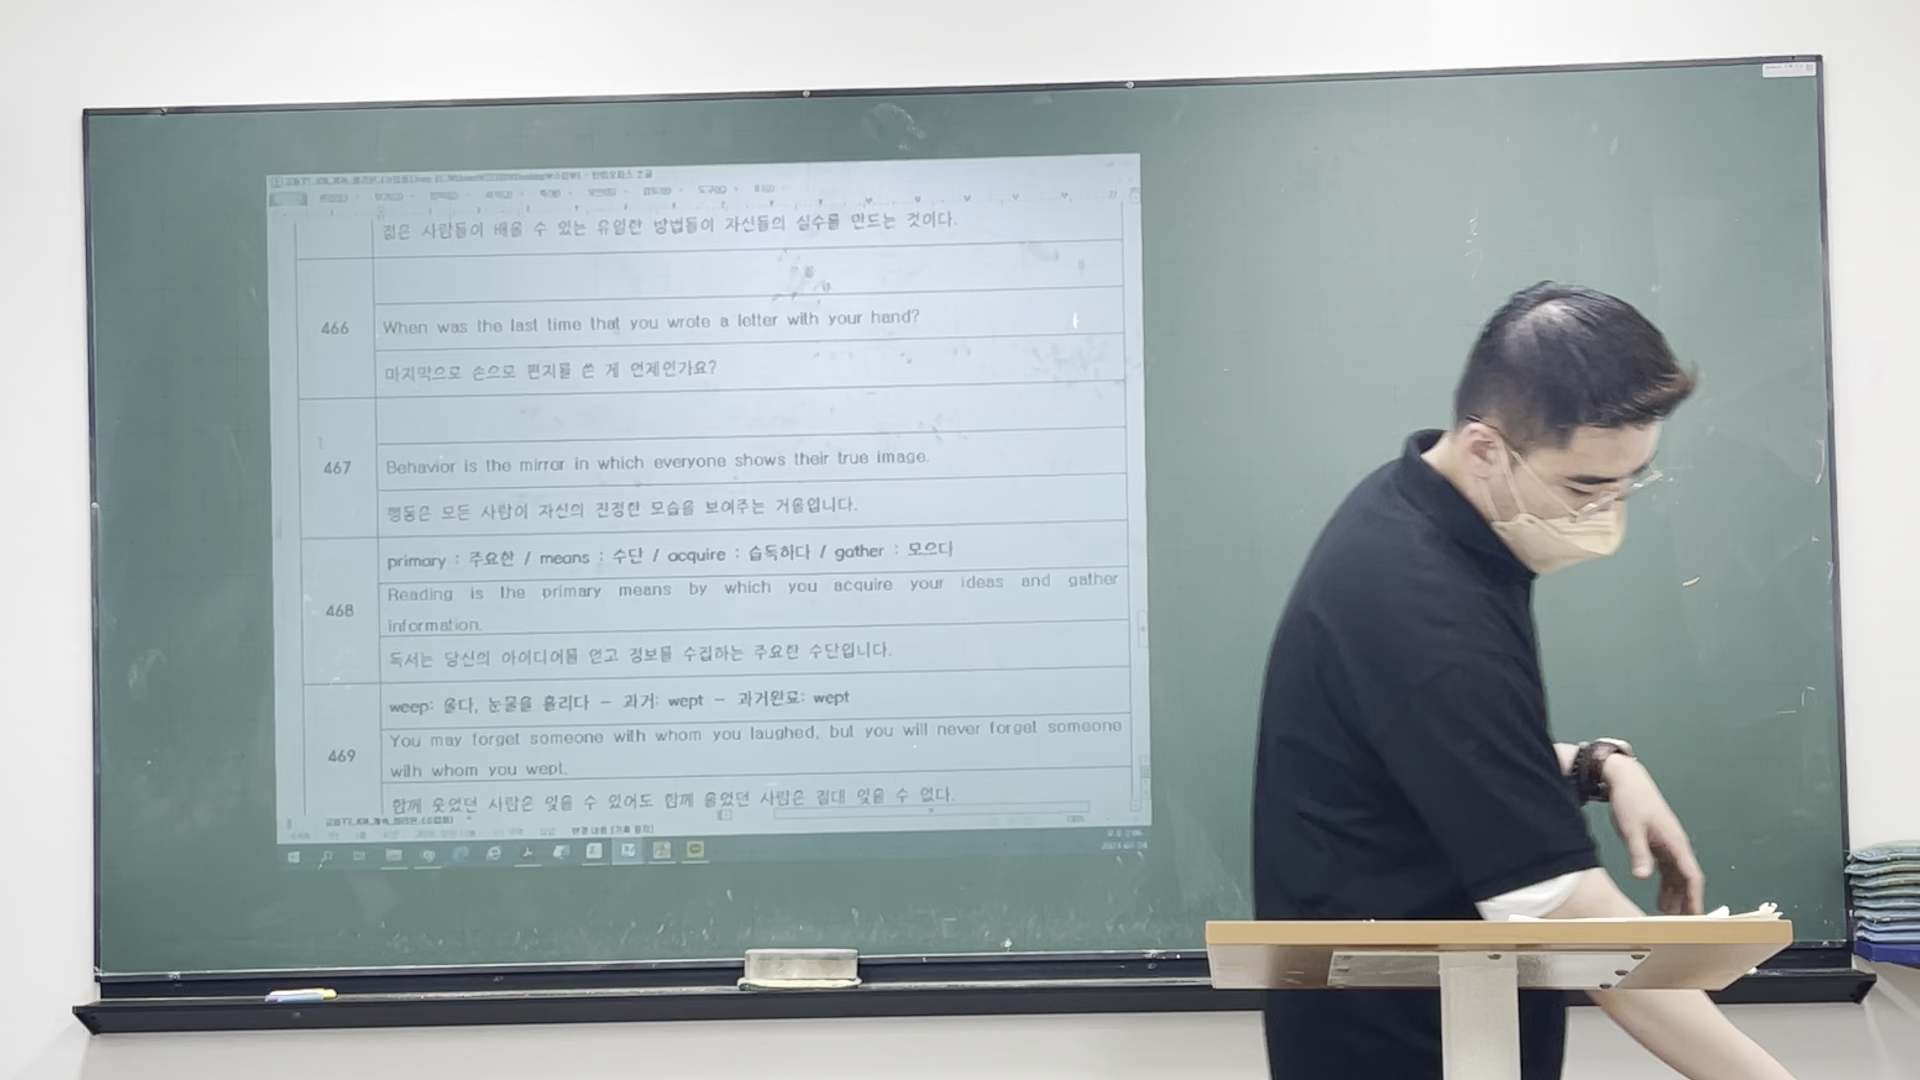 젊은 사람들이 배울 수 있는 유일한 방법들이 자신들의 실수를 만드는 것이다.
466
When was the last time that you wrote a letter with your hand?
마지막으로 손으로 편지를 쓴 게 언제인가요?
467
Behavior is the mirror in which everyone shows their true image.
행동은 모든 사람이 자신의 진정한 모습을 보여주는 거울입니다.
primary : 주요한 / means : 수단 / acquire : 습득하다 / gather : 모으다
468
Reading is the primary means by which you acquire your ideas and gather
information.
독서는 당신의 아이디어를 얻고 정보를 수집하는 주요한 수단입니다.
weep: 울다, 눈물을 흘리다 - 과거: wept - 과거완료: wept
469
You may forget someone with whom you laughed, but you will never forget someone
with whom you wept.
함께 웃었던 사람은 잊을 수 있어도 함께 울었던 사람은 절대 잊을 수 없다.